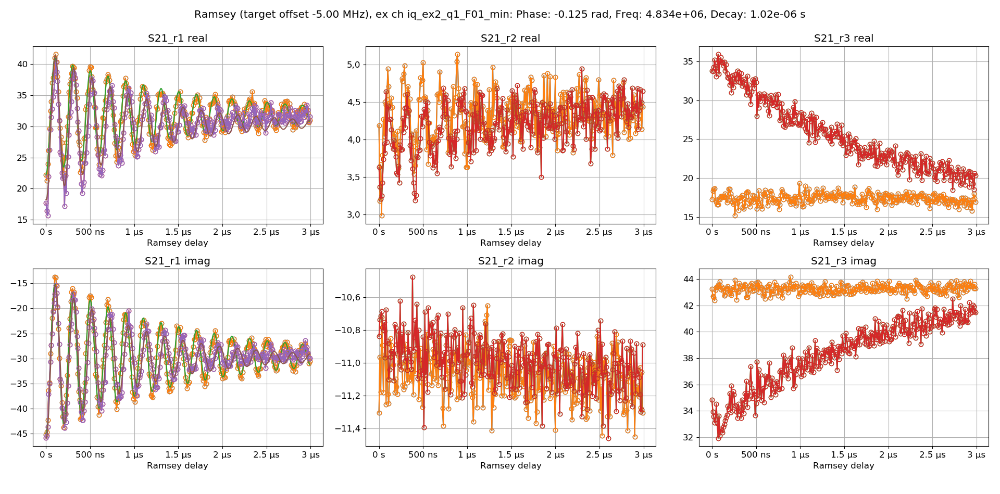 Ramsey (target offset -5.00 MHz), ex ch iq_ex2_q1_F01_min: Phase: -0.125 rad, Freq: 4.834e+06, Decay: 1.02e-06 s
S21_r1 real
40
35
30
25
20
15
0 s 500 ns 1 µs 1.5 µs 2 µs 2.5 µs 3 µs
Ramsey delay
S21_r2 real
5,0
4,5
4,0
3,5
3,0
0 s 500 ns 1 µs 1.5 µs 2 µs 2.5 µs 3 µs
Ramsey delay
S21_r3 real
35
30
25
20
15
0 s 500 ns 1 µs 1.5 µs 2 µs 2.5 µs 3 µs
Ramsey delay
S21_r1 imag
−15
−20
−25
−30
−35
−40
−45
0 s 500 ns 1 µs 1.5 µs 2 µs 2.5 µs 3 µs
Ramsey delay
S21_r2 imag
−10,6
−10,8
−11,0
−11,2
−11,4
0 s 500 ns 1 µs 1.5 µs 2 µs 2.5 µs 3 µs
Ramsey delay
S21_r3 imag
44
42
40
38
36
34
32
0 s 500 ns 1 µs 1.5 µs 2 µs 2.5 µs 3 µs
Ramsey delay